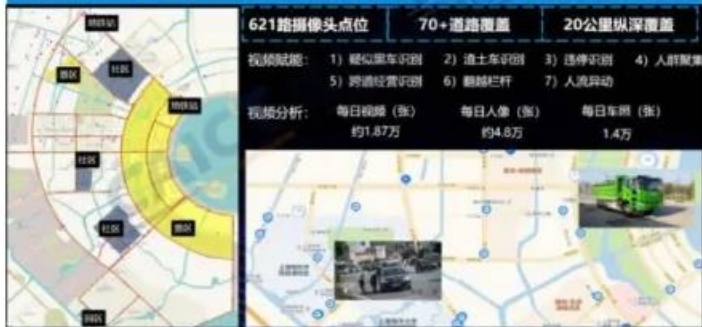 621路摄像头点位
70+道路覆盖
20公里纵深覆盖
视频赋能： 1）疑似黑车识别 2）渣土车识别 3）违停识别 4）人群聚集
5）跨道经营识别 6）翻越栏杆 7）人流异动
视频分析： 每日视频（张） 每日人像（张） 每日车照（张）
约1.87万 约4.8万 1.4万
地铁站
社区
景区
地铁站
社区
社区
景区
园区